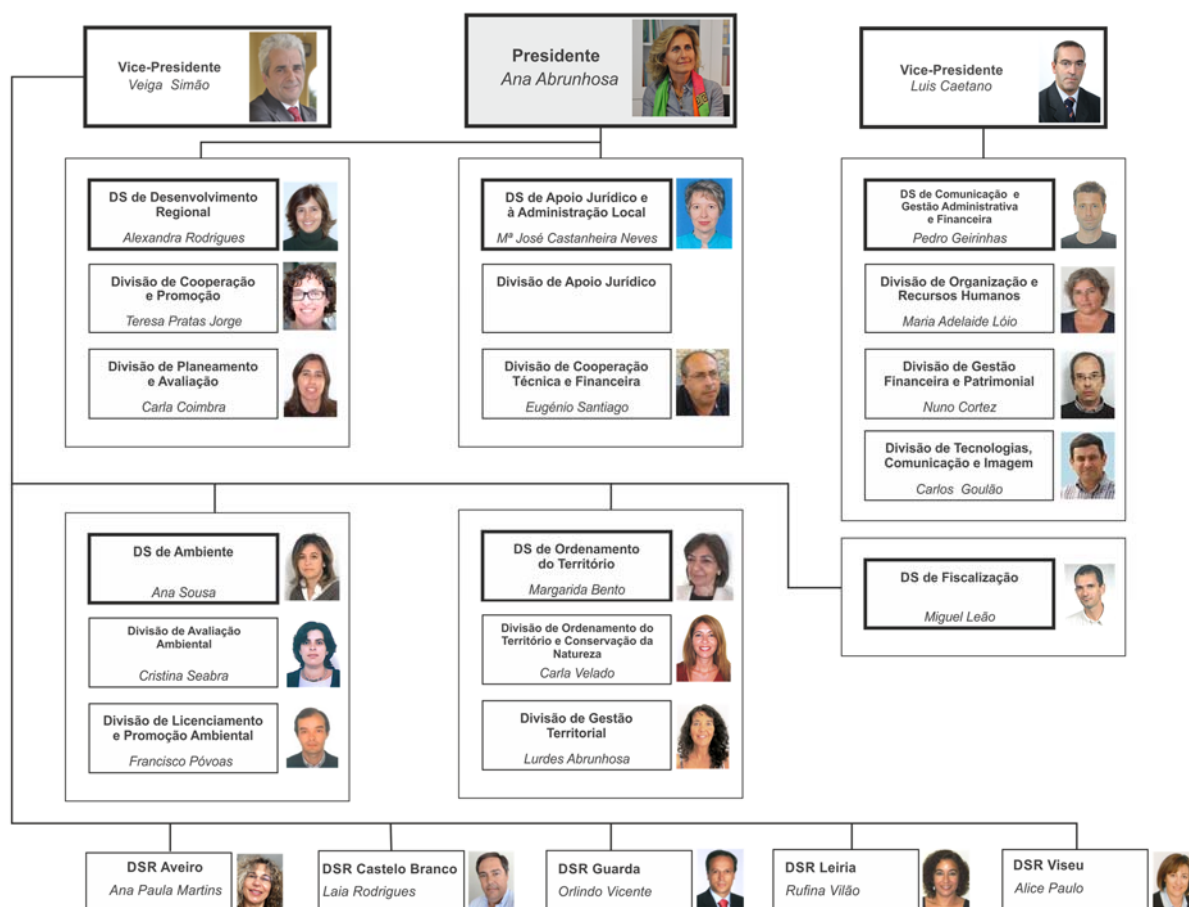 Vice-Presidente
Veiga Simão
Presidente
Ana Abrunhosa
Vice-Presidente
Luis Caetano
DS de Desenvolvimento
Regional
Alexandra Rodrigues
Divisão de Cooperação
e Promoção
Teresa Pratas Jorge
Divisão de Planeamento
e Avaliação
Carla Coimbra
DS de Apoio Jurídico e
à Administração Local
Mª José Castanheira Neves
Divisão de Apoio Jurídico
Divisão de Cooperação
Técnica e Financeira
Eugénio Santiago
DS de Comunicação e
Gestão Administrativa
e Financeira
Pedro Geirinhas
Divisão de Organização e
Recursos Humanos
Maria Adelaide Lóio
Divisão de Gestão
Financeira e Patrimonial
Nuno Cortez
Divisão de Tecnologias,
Comunicação e Imagem
Carlos Goulão
DS de Ambiente
Ana Sousa
Divisão de Avaliação
Ambiental
Cristina Seabra
Divisão de Licenciamento
e Promoção Ambiental
Francisco Póvoas
DS de Ordenamento
do Território
Margarida Bento
Divisão de Ordenamento do
Território e Conservação da
Natureza
Carla Velado
Divisão de Gestão
Territorial
Lurdes Abrunhosa
DS de Fiscalização
Miguel Leão
DSR Aveiro
Ana Paula Martins
DSR Castelo Branco
Laia Rodrigues
DSR Guarda
Orlindo Vicente
DSR Leiria
Rufina Vilão
DSR Viseu
Alice Paulo